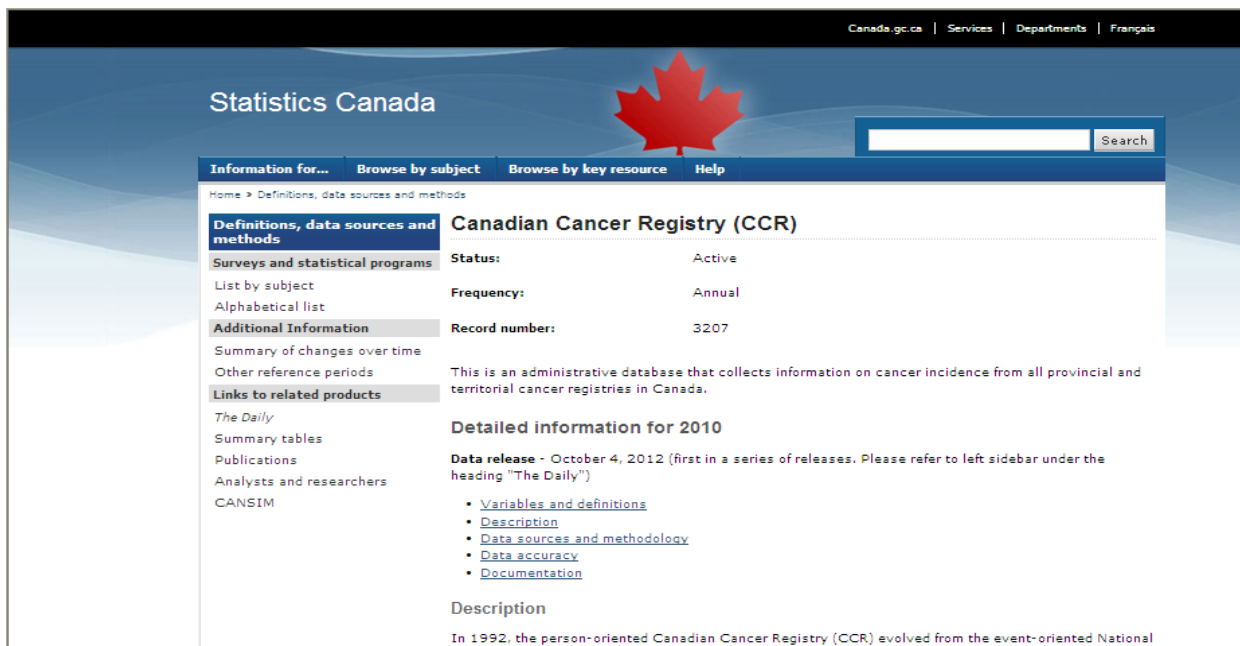 Canada.gc.ca | Services | Departments | Français
Statistics Canada
Search
Information for... Browse by subject Browse by key resource Help
Home > Definitions, data sources and methods
Definitions, data sources and
methods
Surveys and statistical programs
List by subject
Alphabetical list
Additional Information
Summary of changes over time
Other reference periods
Links to related products
The Daily
Summary tables
Publications
Analysts and researchers
CANSIM
Canadian Cancer Registry (CCR)
Status: Active
Frequency: Annual
Record number: 3207
This is an administrative database that collects information on cancer incidence from all provincial and
territorial cancer registries in Canada.
Detailed information for 2010
Data release - October 4, 2012 (first in a series of releases. Please refer to left sidebar under the
heading "The Daily")
• Variables and definitions
• Description
• Data sources and methodology
• Data accuracy
• Documentation
Description
In 1992, the person-oriented Canadian Cancer Registry (CCR) evolved from the event-oriented National